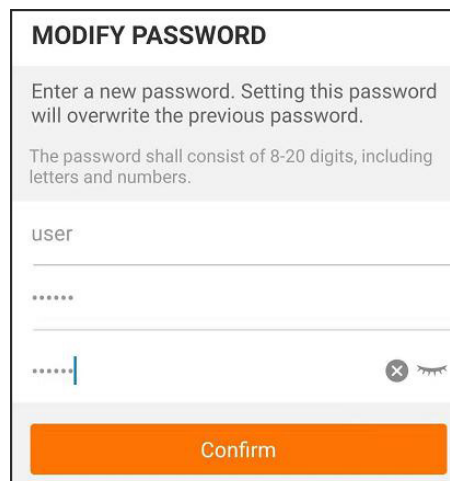 MODIFY PASSWORD
Enter a new password. Setting this password
will overwrite the previous password.
The password shall consist of 8-20 digits, including
letters and numbers.
user
••••••
••••••
Confirm